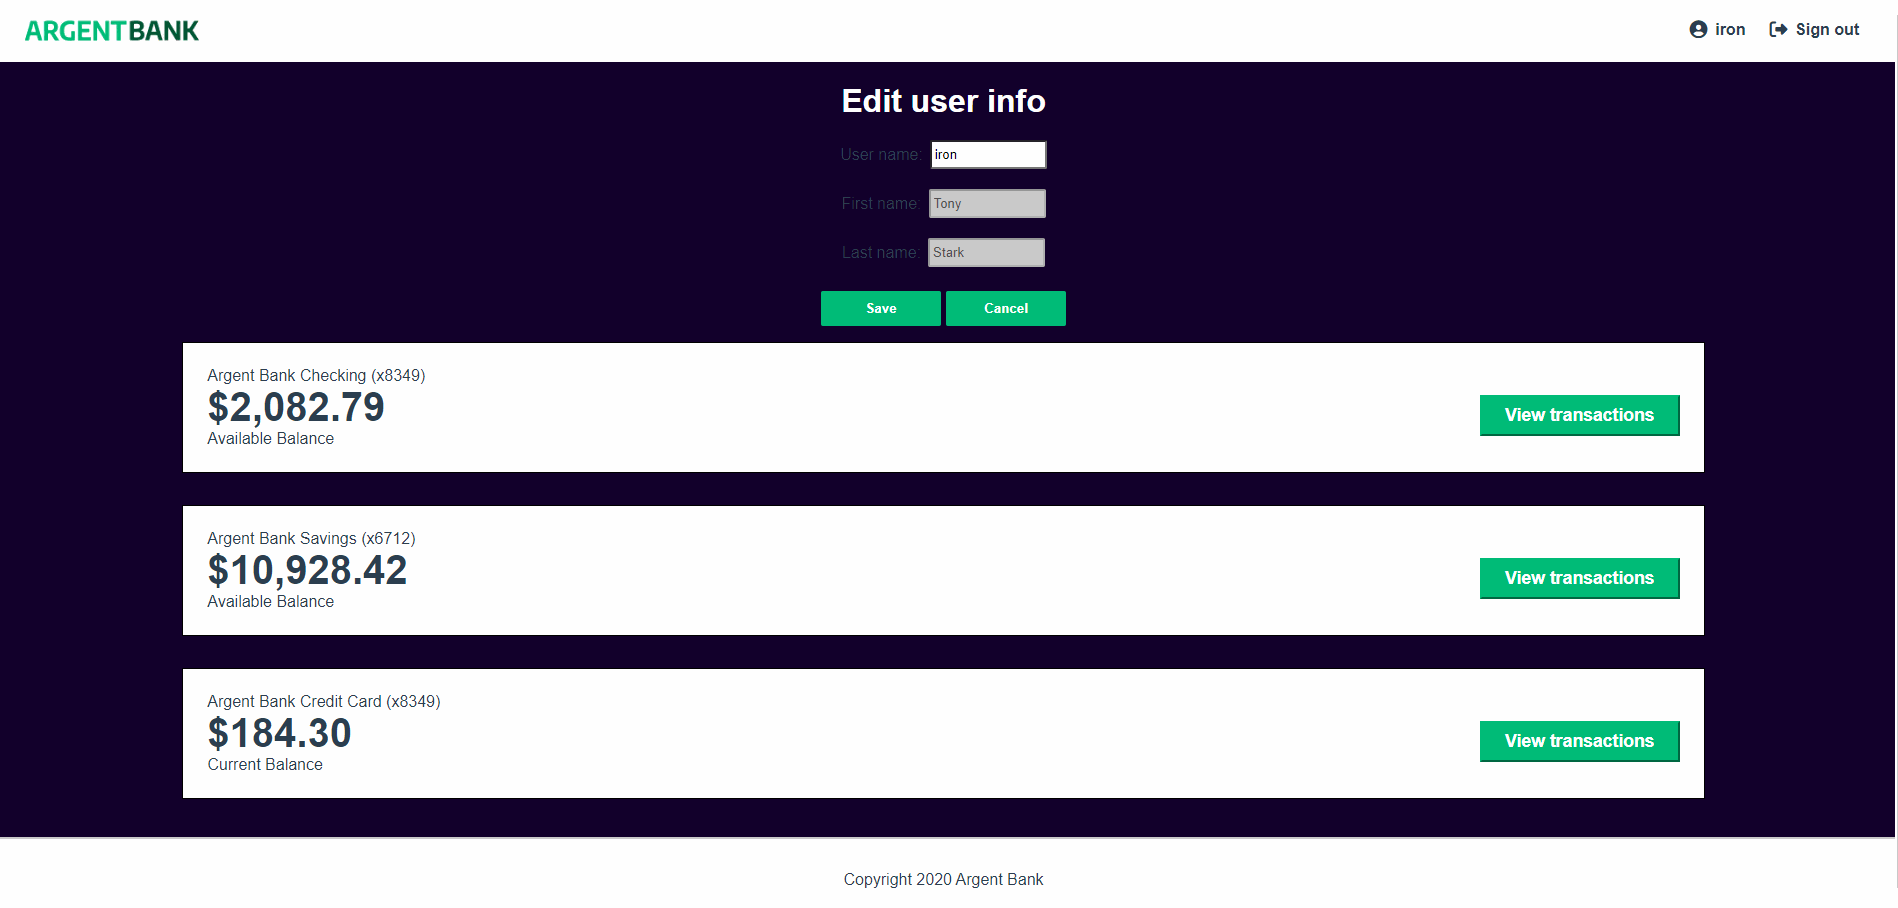 ARGENTBANK
iron Sign out
Edit user info
User name: iron
First name: Tony
Last name: Stark
Save Cancel
Argent Bank Checking (x8349)
$2,082.79
Available Balance
View transactions
Argent Bank Savings (x6712)
$10,928.42
Available Balance
View transactions
Argent Bank Credit Card (x8349)
$184.30
Current Balance
View transactions
Copyright 2020 Argent Bank